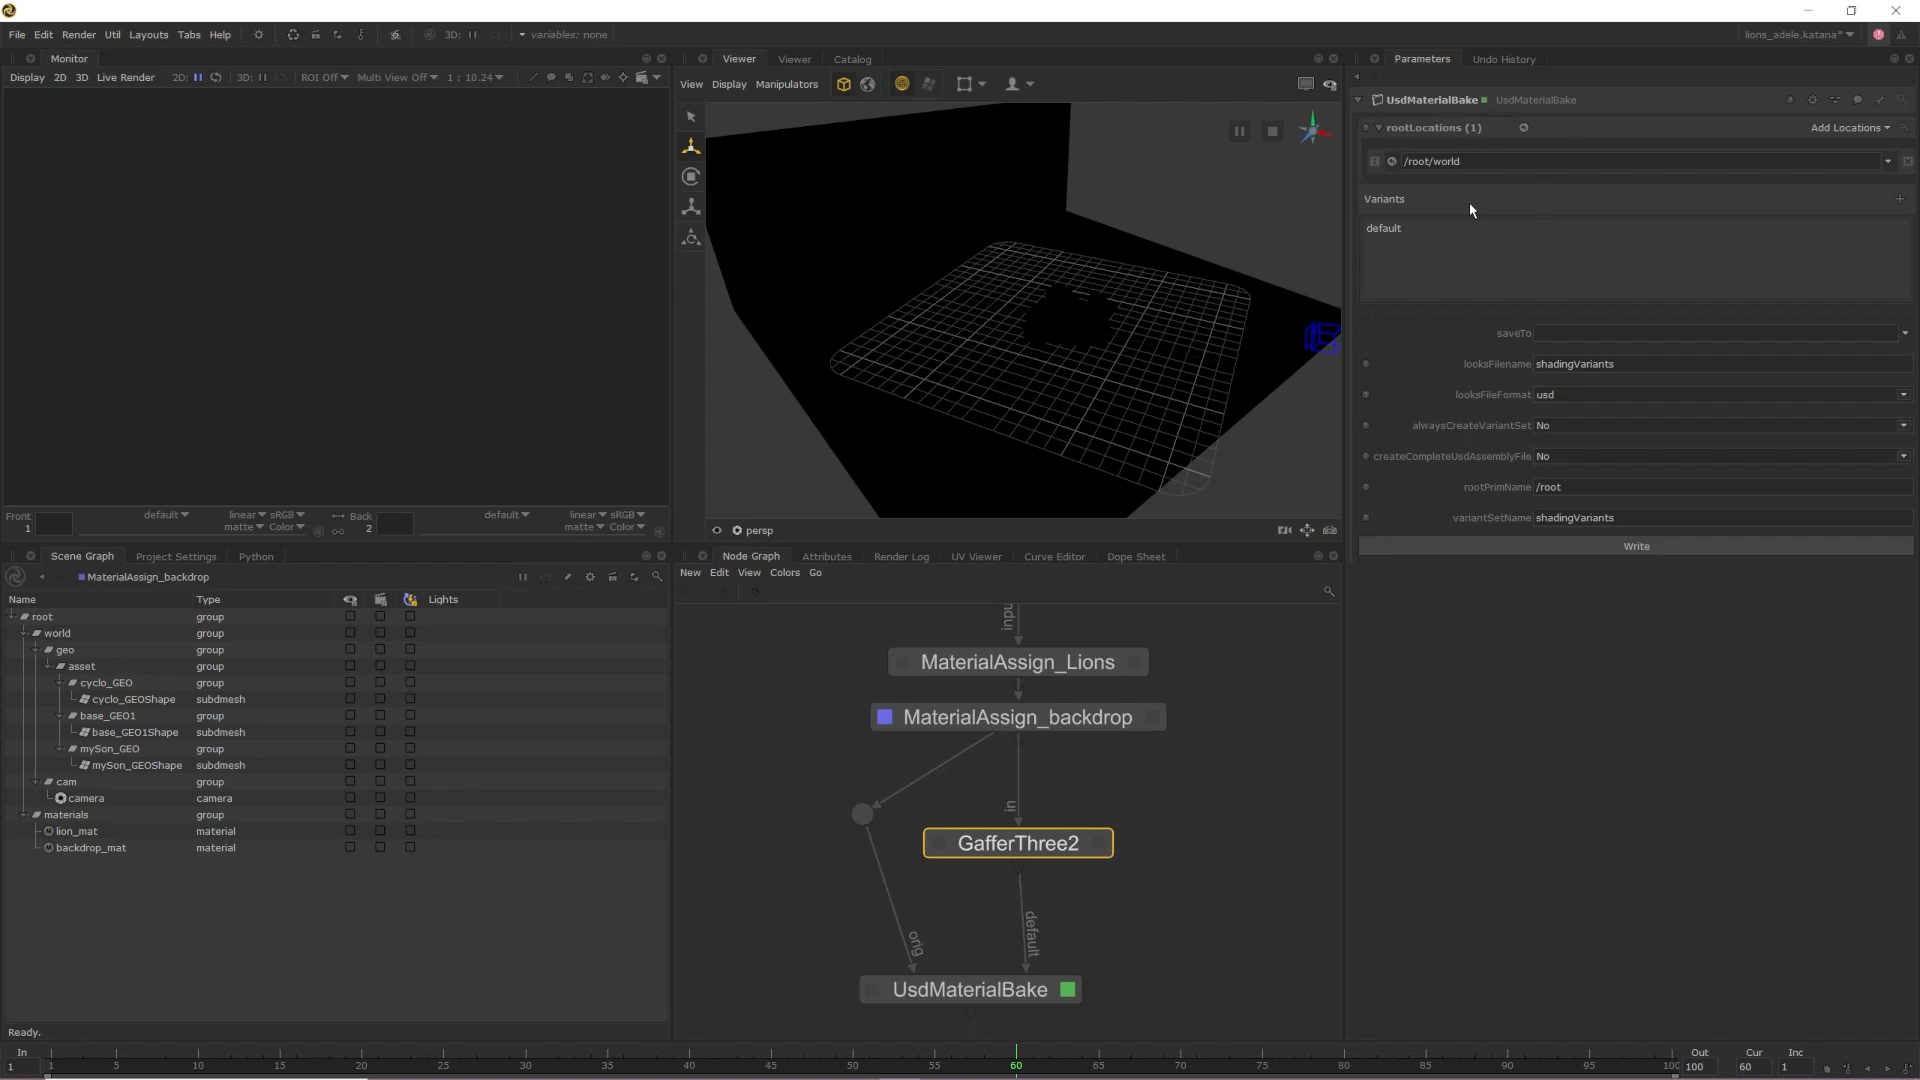 File Edit Render Util Layouts Tabs Help 3D: variables: none lions_adele.katana*
Monitor
Display 2D 3D Live Render 2D: 3D: ROI Off Multi View Off 1 : 10.24
Front 1 default linear sRGB matte Color Back 2 default linear sRGB matte Color
Viewer Viewer Catalog
View Display Manipulators
persp
Parameters Undo History
UsdMaterialBake UsdMaterialBake
rootLocations (1) Add Locations
/root/world
Variants
default
saveTo
looksFilename shadingVariants
looksFileFormat usd
alwaysCreateVariantSet No
createCompleteUsdAssemblyFile No
rootPrimName /root
variantSetName shadingVariants
Write
Scene Graph Project Settings Python
MaterialAssign_backdrop
Name Type Lights
root group
world group
geo group
asset group
cyclo_GEO group
cyclo_GEOShape subdmesh
base_GEO1 group
base_GEO1Shape subdmesh
mySon_GEO group
mySon_GEOShape subdmesh
cam group
camera camera
materials group
lion_mat material
backdrop_mat material
Ready.
Node Graph Attributes Render Log UV Viewer Curve Editor Dope Sheet
New Edit View Colors Go
MaterialAssign_Lions
MaterialAssign_backdrop
in
GafferThree2
orig
default
UsdMaterialBake
In Out Cur Inc
1 1 5 10 15 20 25 30 35 40 45 50 55 60 65 70 75 80 85 90 95 100 60 1